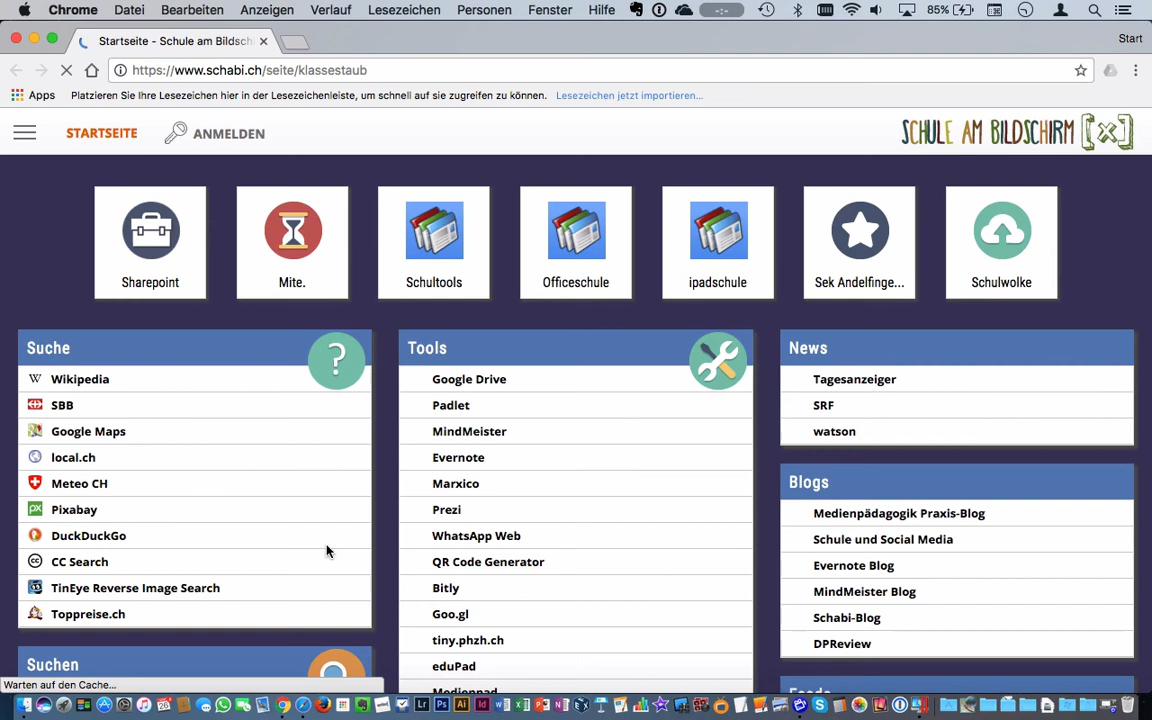 Chrome Datei Bearbeiten Anzeigen Verlauf Lesezeichen Personen Fenster Hilfe 85%
Startseite - Schule am Bildsch
Start
https://www.schabi.ch/seite/klassestaub
Apps Platzieren Sie Ihre Lesezeichen hier in der Lesezeichenleiste, um schnell auf sie zugreifen zu können. Lesezeichen jetzt importieren...
STARTSEITE ANMELDEN SCHULE AM BILDSCHIRM [x]
Sharepoint Mite. Schultools Officeschule ipadschule Sek Andelfinge... Schulwolke
Suche
?
Wikipedia
SBB
Google Maps
local.ch
Meteo CH
Pixabay
DuckDuckGo
CC Search
TinEye Reverse Image Search
Toppreise.ch
Suchen
Tools
Google Drive
Padlet
MindMeister
Evernote
Marxico
Prezi
WhatsApp Web
QR Code Generator
Bitly
Goo.gl
tiny.phzh.ch
eduPad
Medienpad
News
Tagesanzeiger
SRF
watson
Blogs
Medienpädagogik Praxis-Blog
Schule und Social Media
Evernote Blog
MindMeister Blog
Schabi-Blog
DPReview
Feeds
Warten auf den Cache...